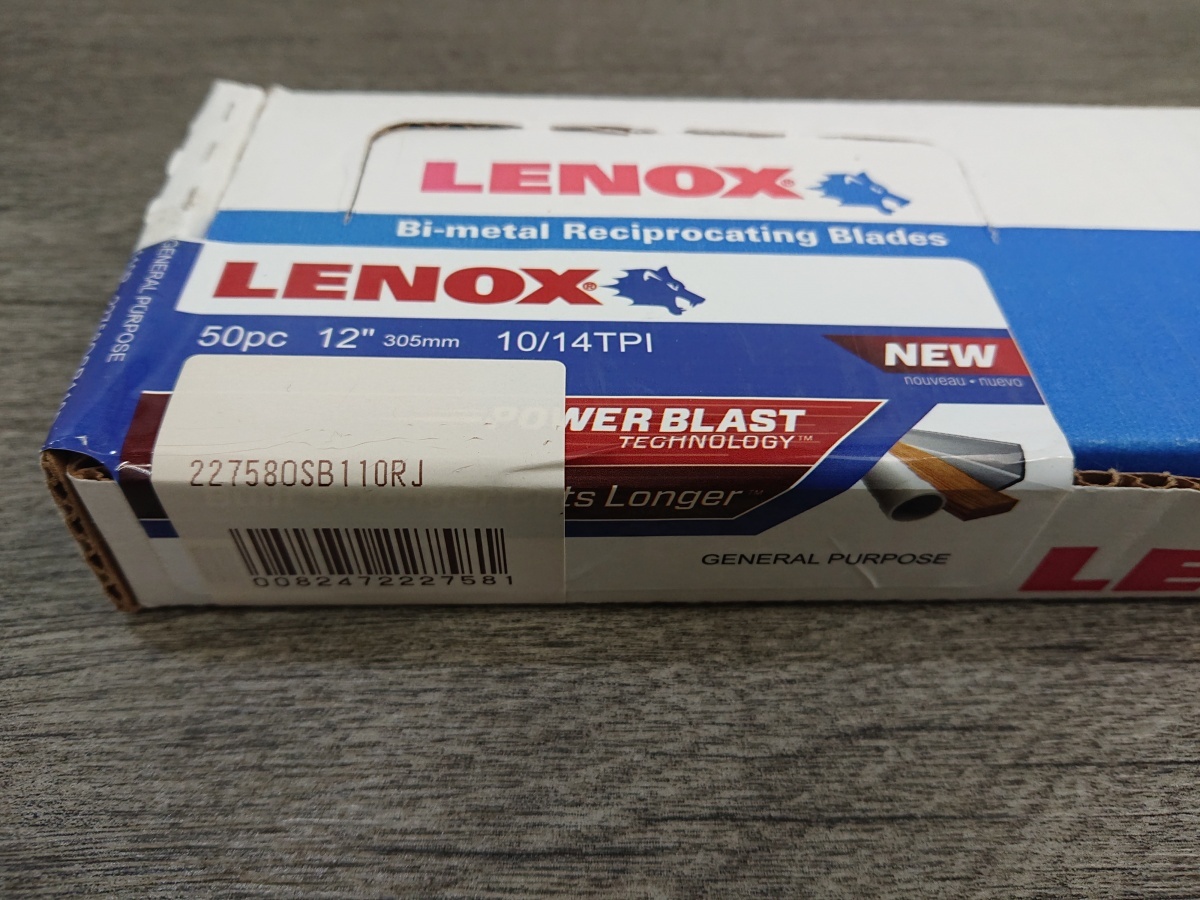 LENOX®
Bi-metal Reciprocating Blades
LENOX®
50pc 12" 305mm 10/14TPI
NEW
nouveau • nuevo
POWER BLAST
TECHNOLOGY™
227580SB110RJ
ts Longer™
0082472227581
GENERAL PURPOSE
LE
GENERAL PURPOSE